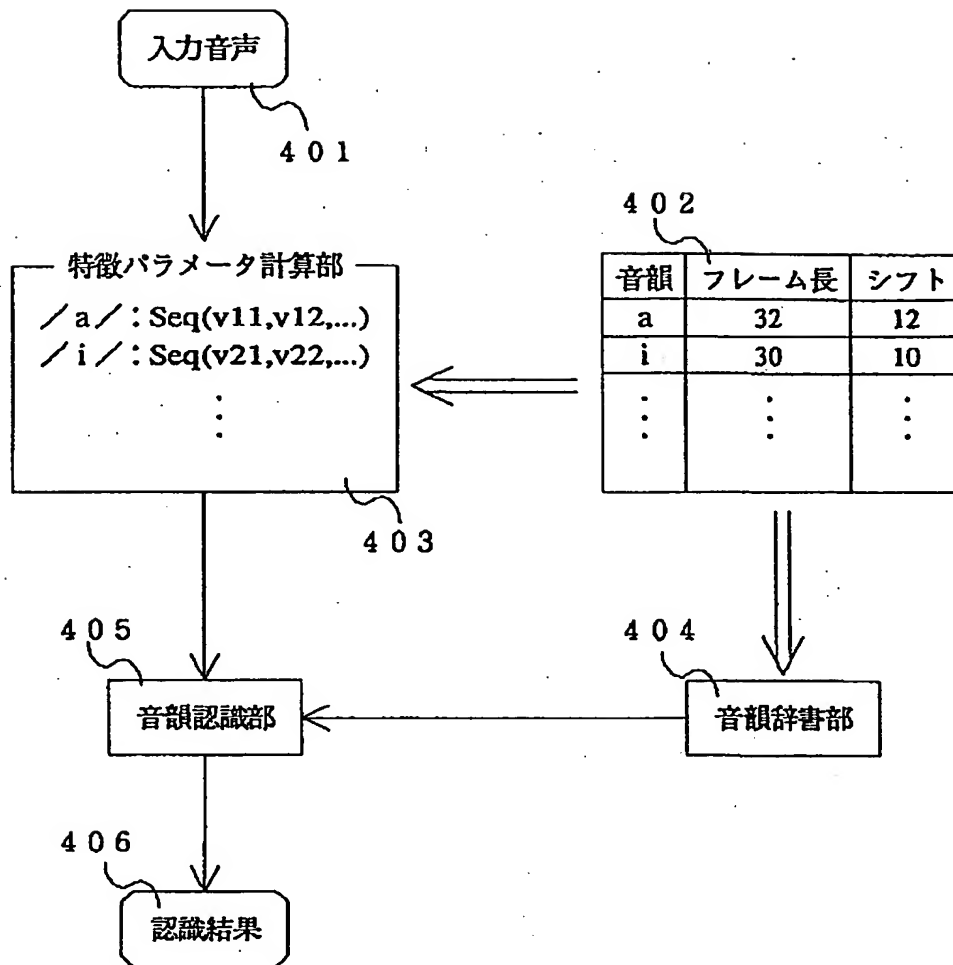 入力音声
401
402
特徴パラメータ計算部
／a／：Seq(v11,v12,...)
／i／：Seq(v21,v22,...)
403
音韻 フレーム長 シフト
a 32 12
i 30 10
405
音韻認識部
404
音韻辞書部
406
認識結果